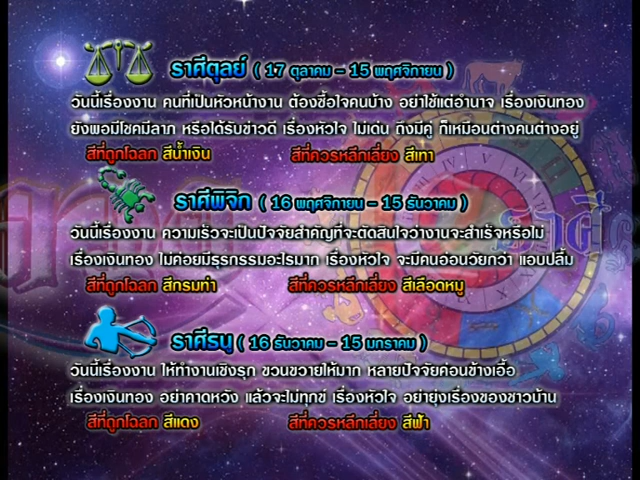 ราศีตุลย์ ( 17 ตุลาคม - 15 พฤศจิกายน )
วันนี้เรื่องงาน คนที่เป็นหัวหน้างาน ต้องซื้อใจคนบ้าง อย่าใช้แต่อำนาจ เรื่องเงินทอง
ยังพอมีโชคมีลาภ หรือได้รับข่าวดี เรื่องหัวใจ ไม่เด่น ถึงมีคู่ ก็เหมือนต่างคนต่างอยู่
สีที่ถูกโฉลก สีน้ำเงิน สีที่ควรหลีกเลี่ยง สีเทา
ราศีพิจิก ( 16 พฤศจิกายน - 15 ธันวาคม )
วันนี้เรื่องงาน ความเร็วจะเป็นปัจจัยสำคัญที่จะตัดสินใจว่างานจะสำเร็จหรือไม่
เรื่องเงินทอง ไม่ค่อยมีธุรกรรมอะไรมาก เรื่องหัวใจ จะมีคนอ่อนวัยกว่า แอบปลื้ม
สีที่ถูกโฉลก สีกรมท่า สีที่ควรหลีกเลี่ยง สีเลือดหมู
ราศีธนู ( 16 ธันวาคม - 15 มกราคม )
วันนี้เรื่องงาน ให้ทำงานเชิงรุก ขวนขวายให้มาก หลายปัจจัยค่อนข้างเอื้อ
เรื่องเงินทอง อย่าคาดหวัง แล้วจะไม่ทุกข์ เรื่องหัวใจ อย่ายุ่งเรื่องของชาวบ้าน
สีที่ถูกโฉลก สีแดง สีที่ควรหลีกเลี่ยง สีฟ้า